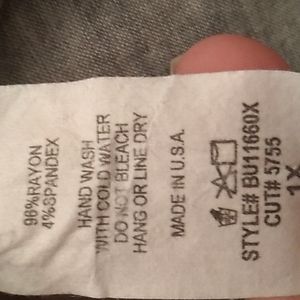 96%RAYON
4%SPANDEX
HAND WASH
WITH COLD WATER
DO NOT BLEACH
HANG OR LINE DRY
MADE IN U.S.A.
STYLE# BU11660X
CUT# 5755
1X